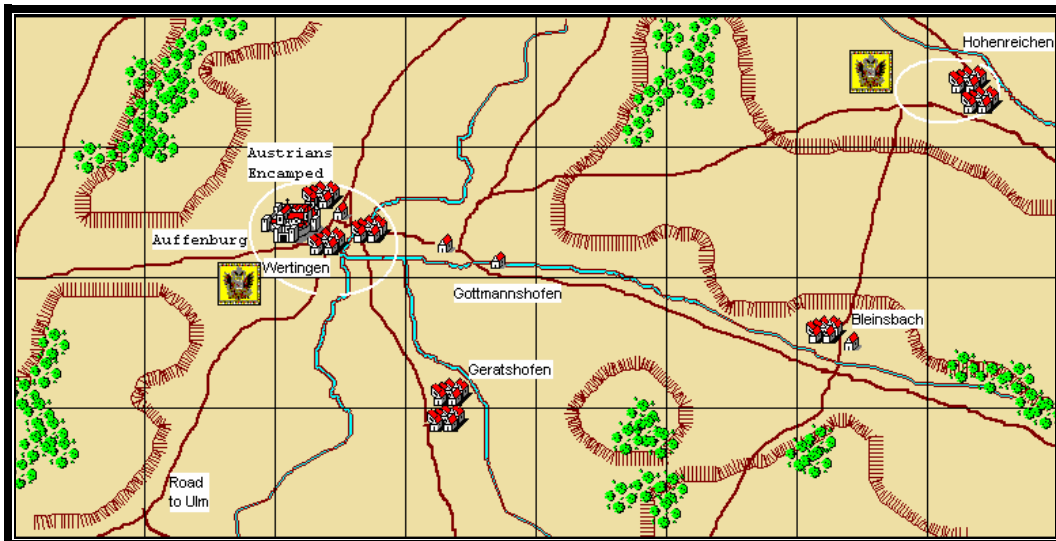 Hohenreichen
Austrians
Encamped
Auffenburg
Wertingen
Gottmannshofen
Bleinsbach
Geratshofen
Road
to Ulm